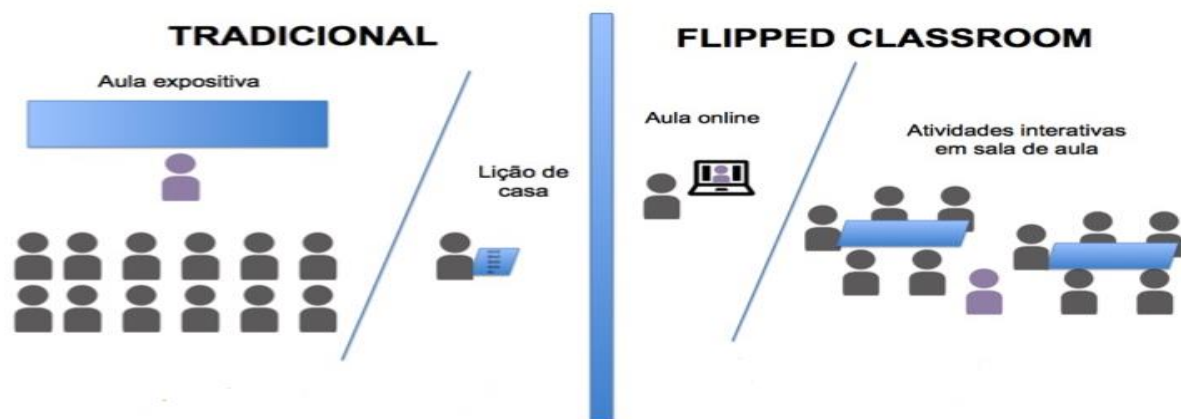 TRADICIONAL
Aula expositiva
Lição de
casa
FLIPPED CLASSROOM
Aula online
Atividades interativas
em sala de aula